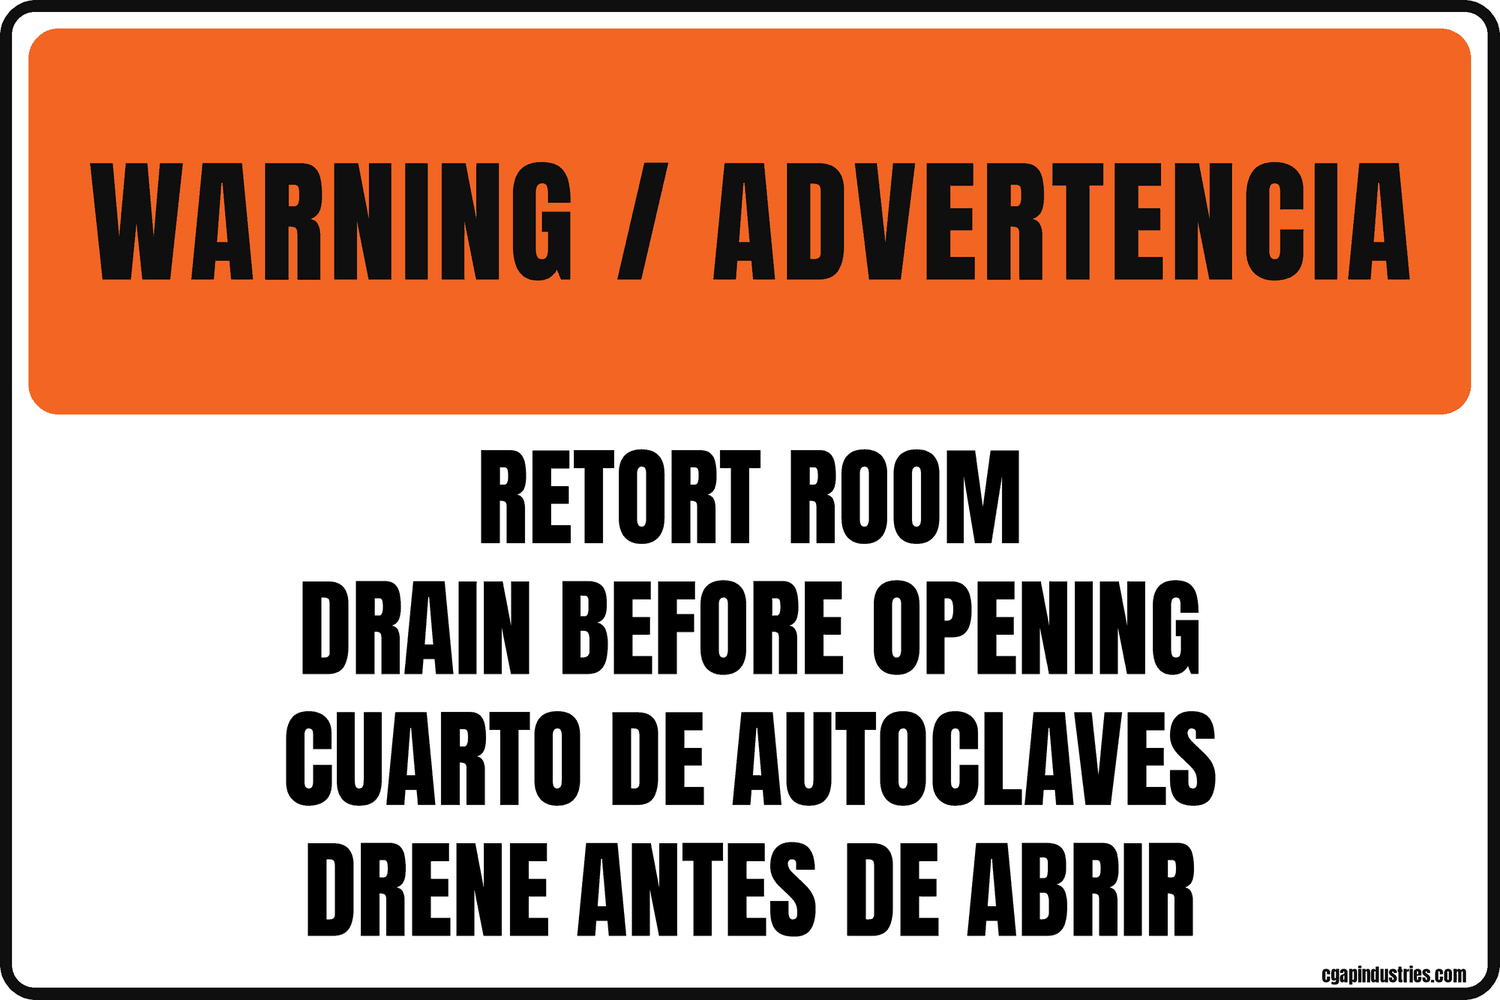 WARNING / ADVERTENCIA
RETORT ROOM
DRAIN BEFORE OPENING
CUARTO DE AUTOCLAVES
DRENE ANTES DE ABRIR
cgapindustries.com